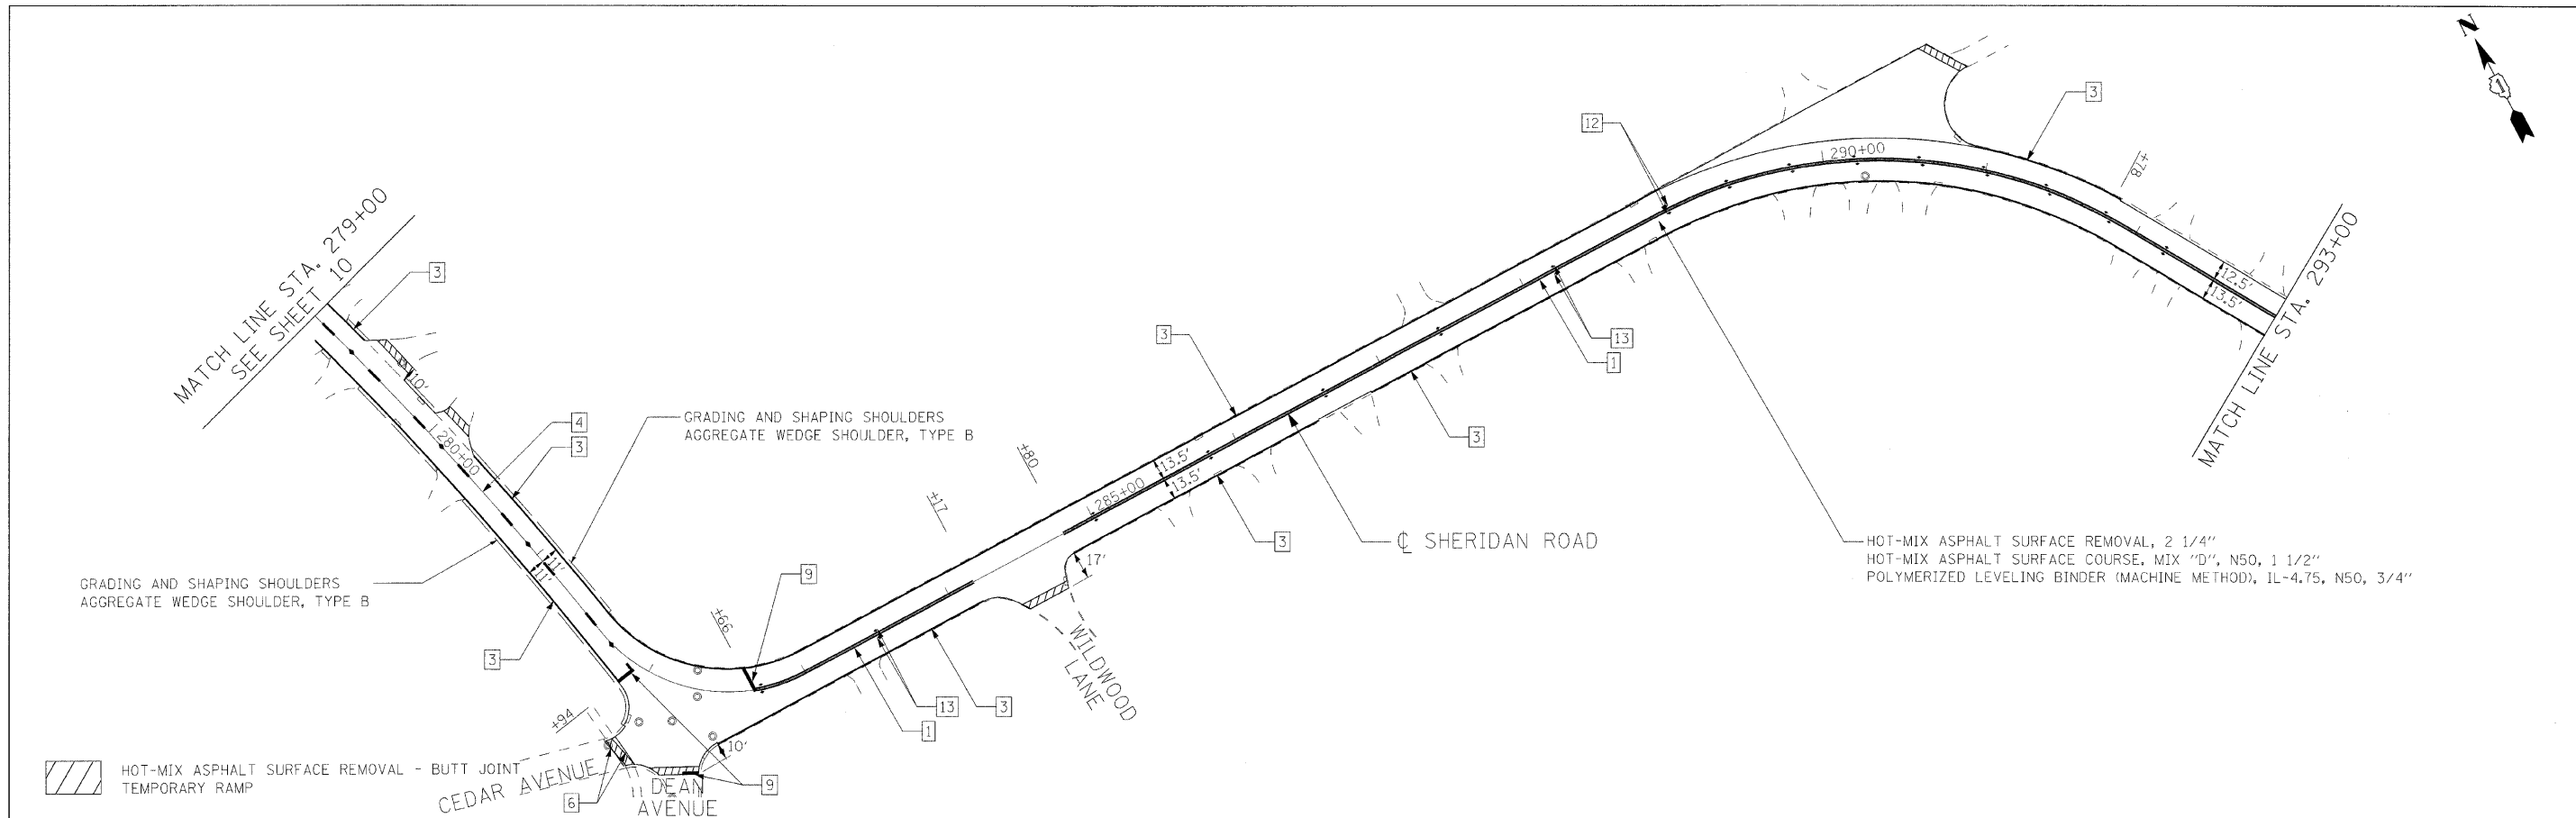 N
1
12
3
290+00
+78
MATCH LINE STA. 279+00
SEE SHEET 10
3
10'
4
3
280+00
GRADING AND SHAPING SHOULDERS
AGGREGATE WEDGE SHOULDER, TYPE B
3
13
1
12.5'
13.5'
MATCH LINE STA. 293+00
3
+80
13.5'
13.5'
285+00
+17
3
℄ SHERIDAN ROAD
HOT-MIX ASPHALT SURFACE REMOVAL, 2 1/4"
HOT-MIX ASPHALT SURFACE COURSE, MIX "D", N50, 1 1/2"
POLYMERIZED LEVELING BINDER (MACHINE METHOD), IL-4.75, N50, 3/4"
11'
11'
GRADING AND SHAPING SHOULDERS
AGGREGATE WEDGE SHOULDER, TYPE B
9
17'
+66
3
WILDWOOD
LANE
13
3
1
+94
10'
HOT-MIX ASPHALT SURFACE REMOVAL - BUTT JOINT
TEMPORARY RAMP
CEDAR AVENUE
6
DEAN
AVENUE
9